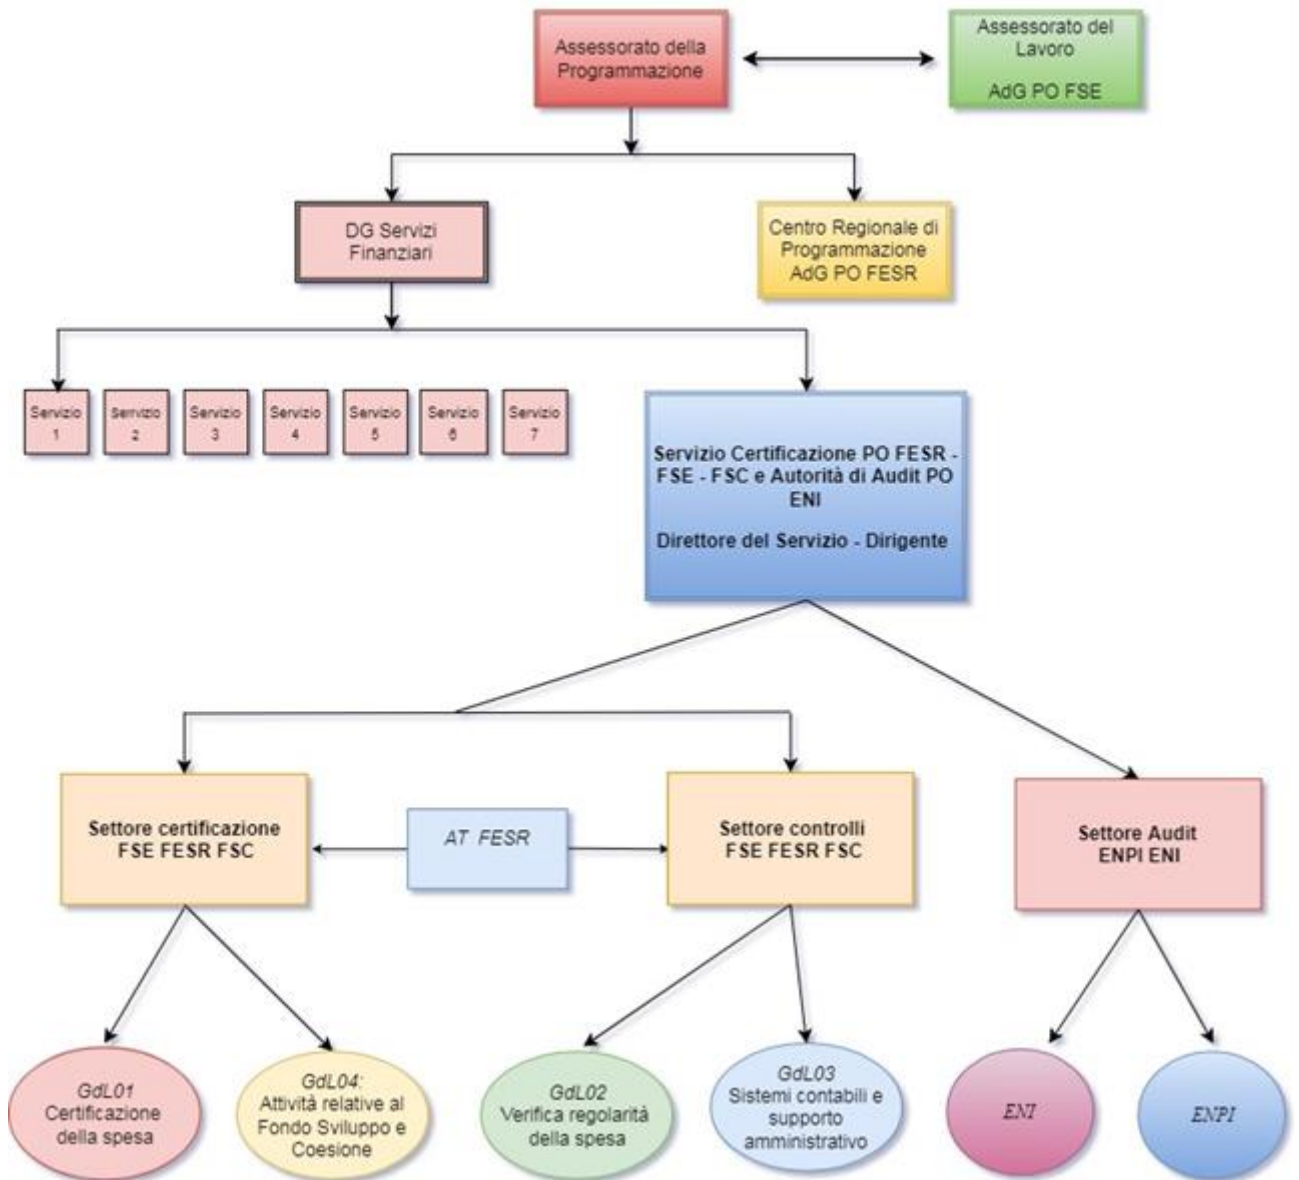 Assessorato della
Programmazione
Assessorato del
Lavoro
AdG PO FSE
DG Servizi
Finanziari
Centro Regionale di
Programmazione
AdG PO FESR
Servizio
1
Servizio
2
Servizio
3
Servizio
4
Servizio
5
Servizio
6
Servizio
7
Servizio Certificazione PO FESR -
FSE - FSC e Autorità di Audit PO
ENI
Direttore del Servizio - Dirigente
Settore certificazione
FSE FESR FSC
AT FESR
Settore controlli
FSE FESR FSC
Settore Audit
ENPI ENI
GdL01
Certificazione
della spesa
GdL04:
Attività relative al
Fondo Sviluppo e
Coesione
GdL02
Verifica regolarità
della spesa
GdL03
Sistemi contabili e
supporto
amministrativo
ENI
ENPI